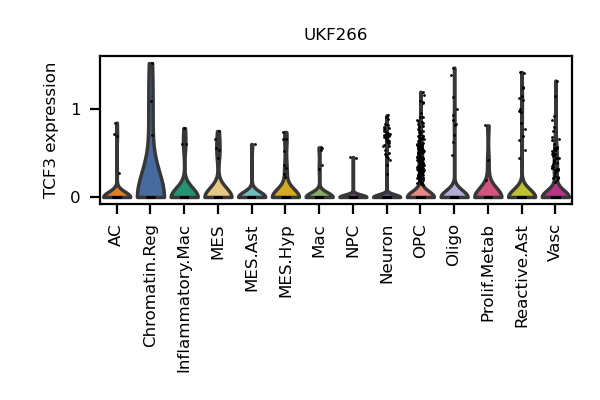 UKF266
TCF3 expression
1
0
AC
Chromatin.Reg
Inflammatory.Mac
MES
MES.Ast
MES.Hyp
Mac
NPC
Neuron
OPC
Oligo
Prolif.Metab
Reactive.Ast
Vasc